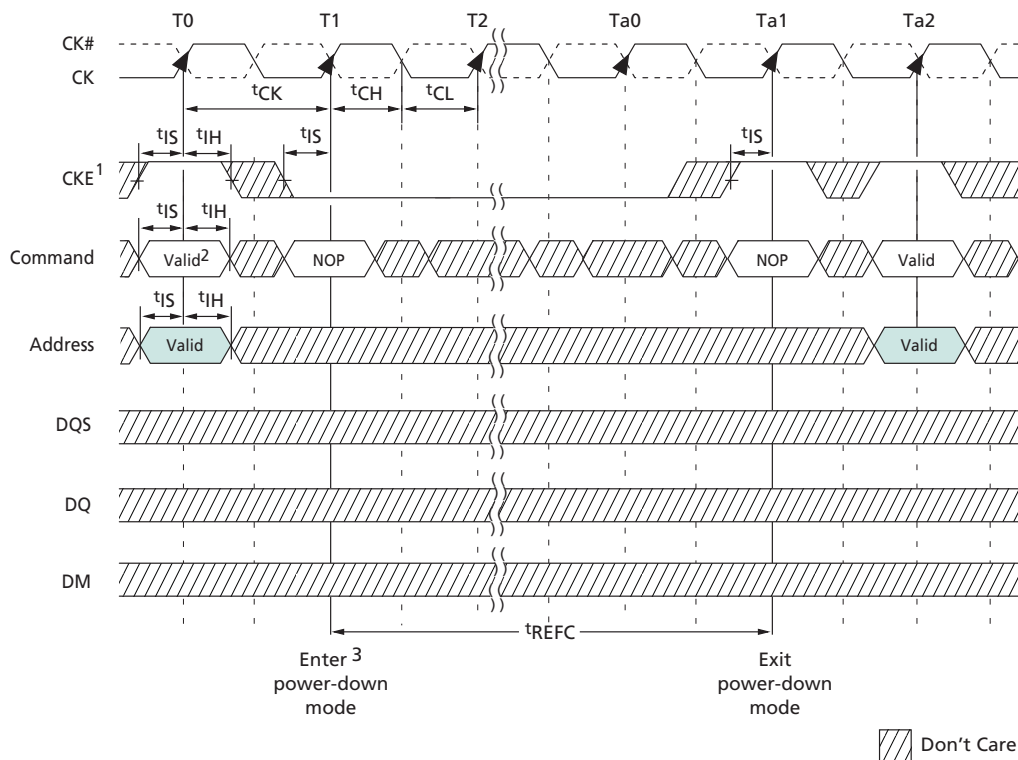 T0 T1 T2 Ta0 Ta1 Ta2
CK#
CK
tCK tCH tCL
tIS tIH tIS tIS
CKE1
tIS tIH
Command Valid2 NOP NOP Valid
tIS tIH
Address Valid Valid
DQS
DQ
DM
tREFC
Enter 3
power-down
mode
Exit
power-down
mode
Don't Care